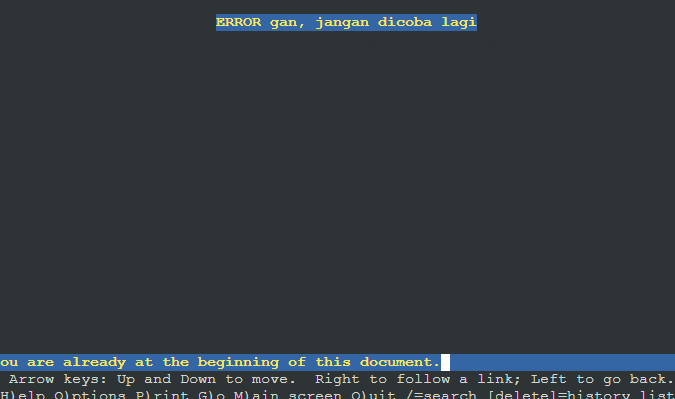 ERROR gan, jangan dicoba lagi
ou are already at the beginning of this document.
Arrow keys: Up and Down to move.  Right to follow a link; Left to go back.
H)elp O)ptions P)rint G)o M)ain screen Q)uit /=search [delete]=history list